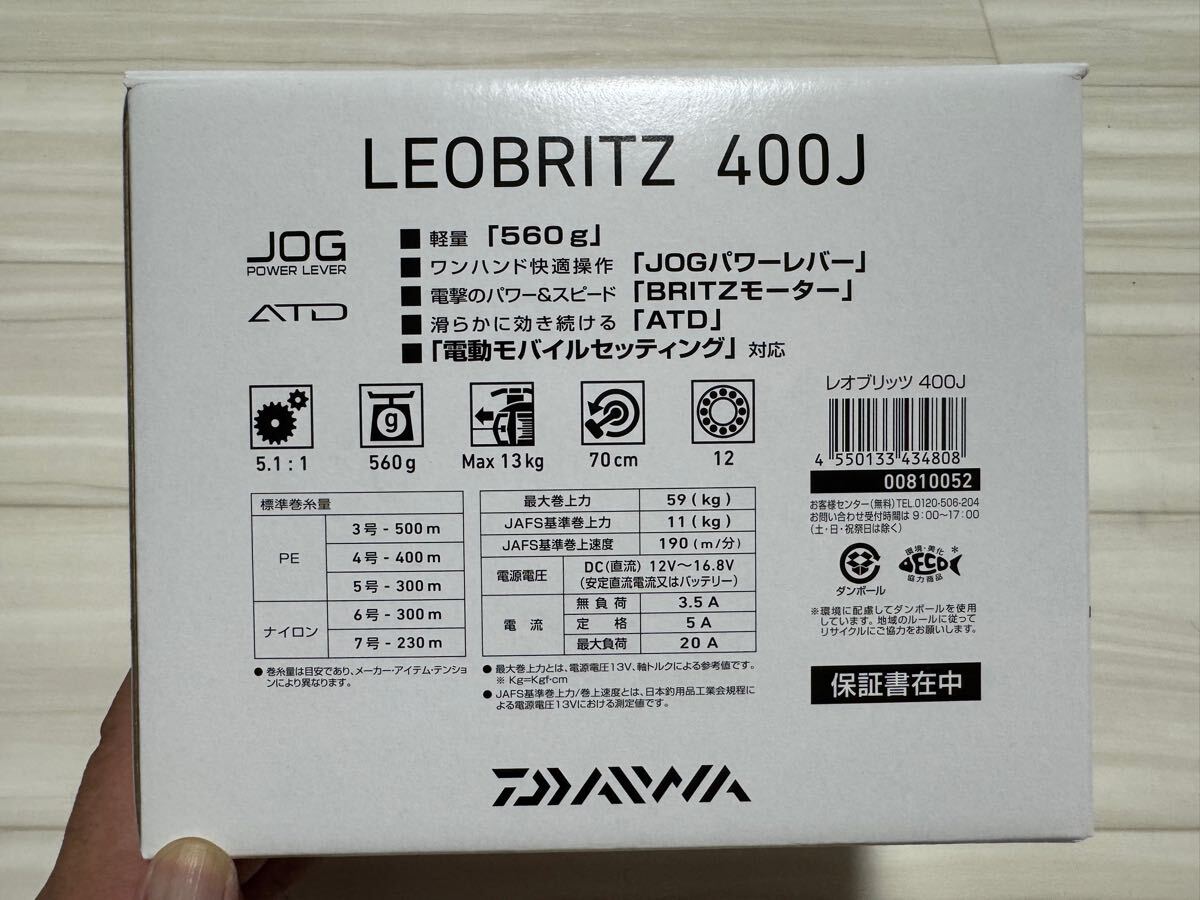 LEOBRITZ 400J
JOG
POWER LEVER
ATD
■ 軽量 「560g」
■ ワンハンド快適操作 「JOGパワーレバー」
■ 電撃のパワー&スピード 「BRITZモーター」
■ 滑らかに効き続ける 「ATD」
■ 「電動モバイルセッティング」 対応
g
5.1 : 1
560g
Max 13kg
70cm
12
標準巻糸量
PE
3号 - 500m
4号 - 400m
5号 - 300m
ナイロン
6号 - 300m
7号 - 230m
● 巻糸量は目安であり、メーカー・アイテム・テンショ
ンにより異なります。
最大巻上力 59 (kg)
JAFS基準巻上力 11 (kg)
JAFS基準巻上速度 190 (m/分)
電源電圧 DC(直流) 12V〜16.8V
(安定直流電流又はバッテリー)
電流
無負荷 3.5 A
定格 5 A
最大負荷 20 A
● 最大巻上力とは、電源電圧13V、軸トルクによる参考値です。
※ Kg=Kgf·cm
● JAFS基準巻上力/巻上速度とは、日本釣用品工業会規程に
よる電源電圧13Vにおける測定値です。
レオブリッツ 400J
4 550133 434808
00810052
お客様センター(無料)TEL.0120-506-204
お問い合わせ受付時間は 9:00〜17:00
(土・日・祝祭日は除く)
ダンボール
環境・美化
ECO
協力商品
※
※環境に配慮してダンボールを使用
しています。地域のルールに従って
リサイクルにご協力をお願いします。
保証書在中
DAIWA